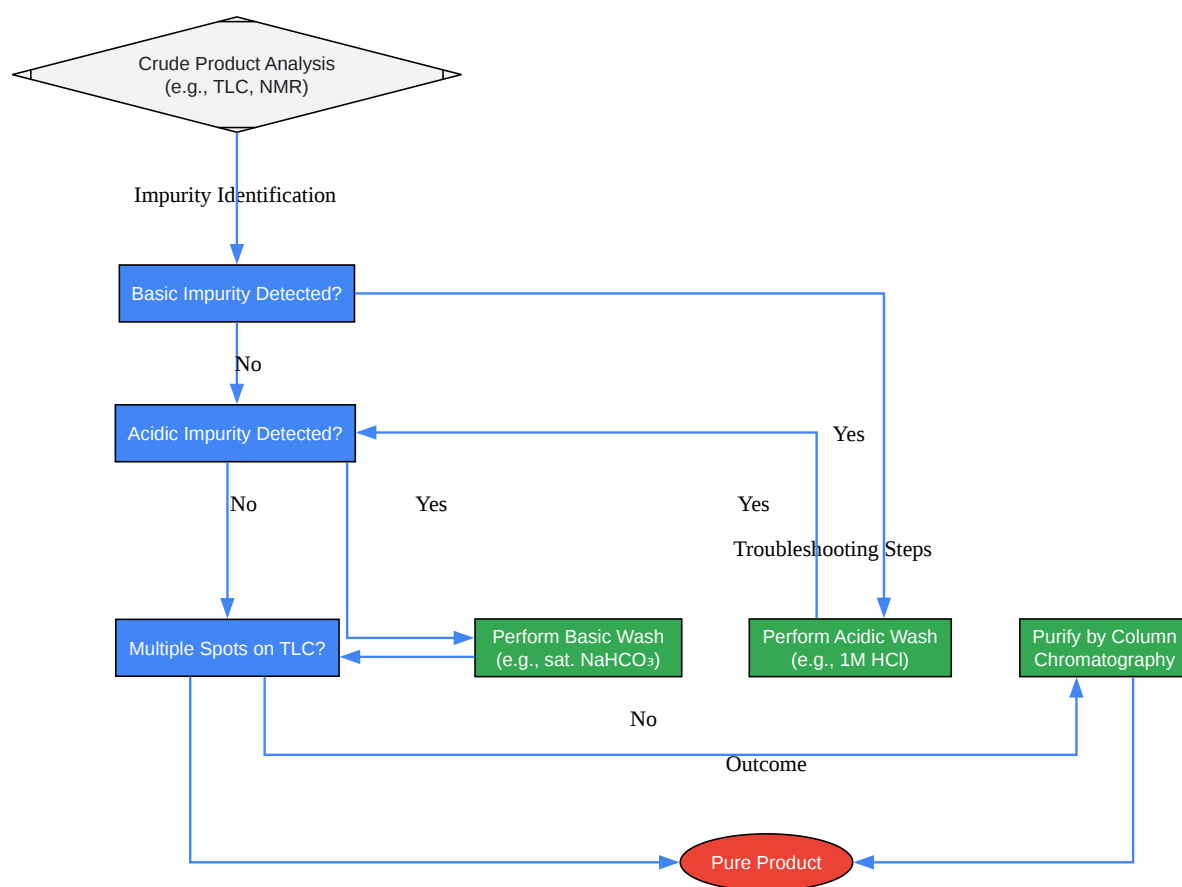 Crude Product Analysis
(e.g., TLC, NMR)
Impurity Identification
Basic Impurity Detected?
No
Acidic Impurity Detected?
Yes
No
Yes
Yes
Troubleshooting Steps
Multiple Spots on TLC?
Perform Basic Wash
(e.g., sat. NaHCO₃)
Perform Acidic Wash
(e.g., 1M HCl)
Purify by Column
Chromatography
No
Outcome
Pure Product